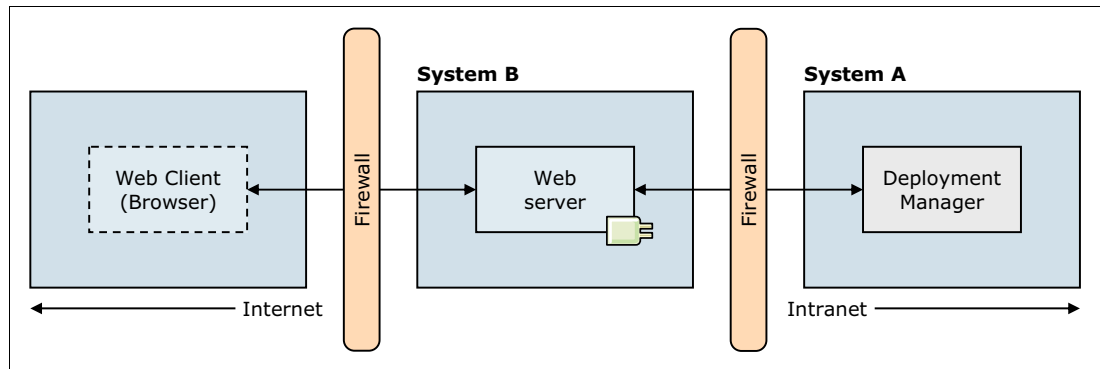 System B
System A
Web Client
(Browser)
Firewall
Web
server
Firewall
Deployment
Manager
Internet
Intranet